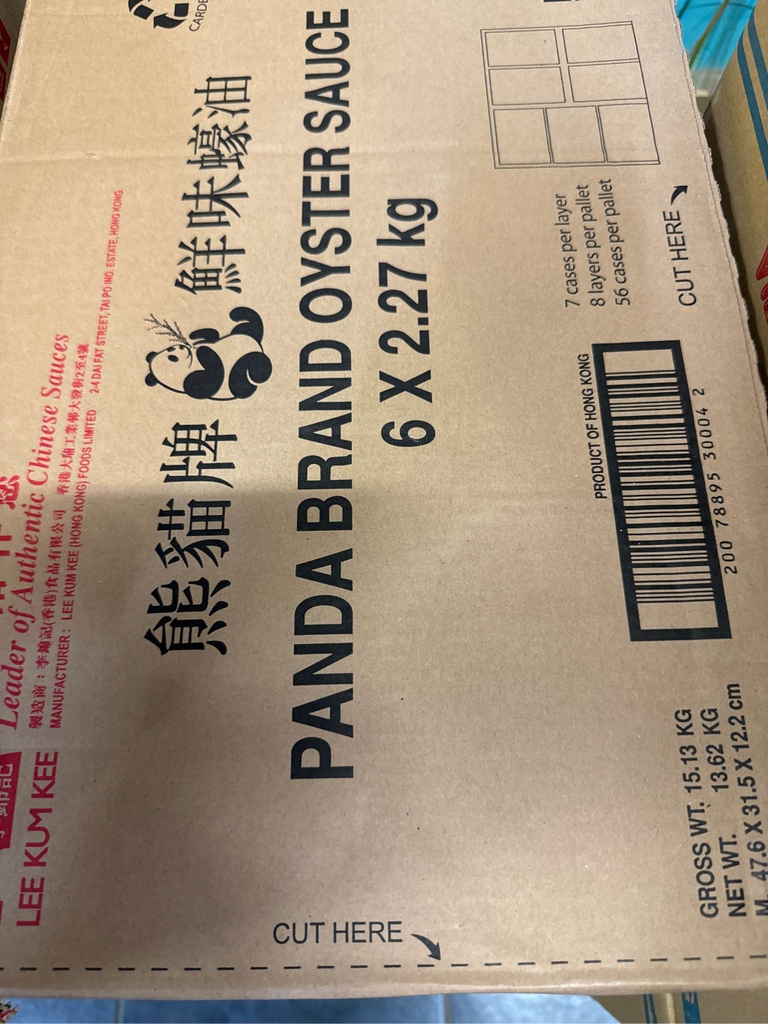 CARDB
LEE KUM KEE
Leader of Authentic Chinese Sauces
製造商：李錦記(香港)食品有限公司 香港大埔工業邨大發街2至4號
MANUFACTURER: LEE KUM KEE (HONG KONG) FOODS LIMITED 2-4 DAI FAT STREET, TAI PO IND. ESTATE, HONG KONG.
熊貓牌 鮮味蠔油
PANDA BRAND OYSTER SAUCE
6 X 2.27 kg
7 cases per layer
8 layers per pallet
56 cases per pallet
CUT HERE
PRODUCT OF HONG KONG
200 78895 30004 2
GROSS WT. 15.13 KG
NET WT. 13.62 KG
M. 47.6 X 31.5 X 12.2 cm
CUT HERE